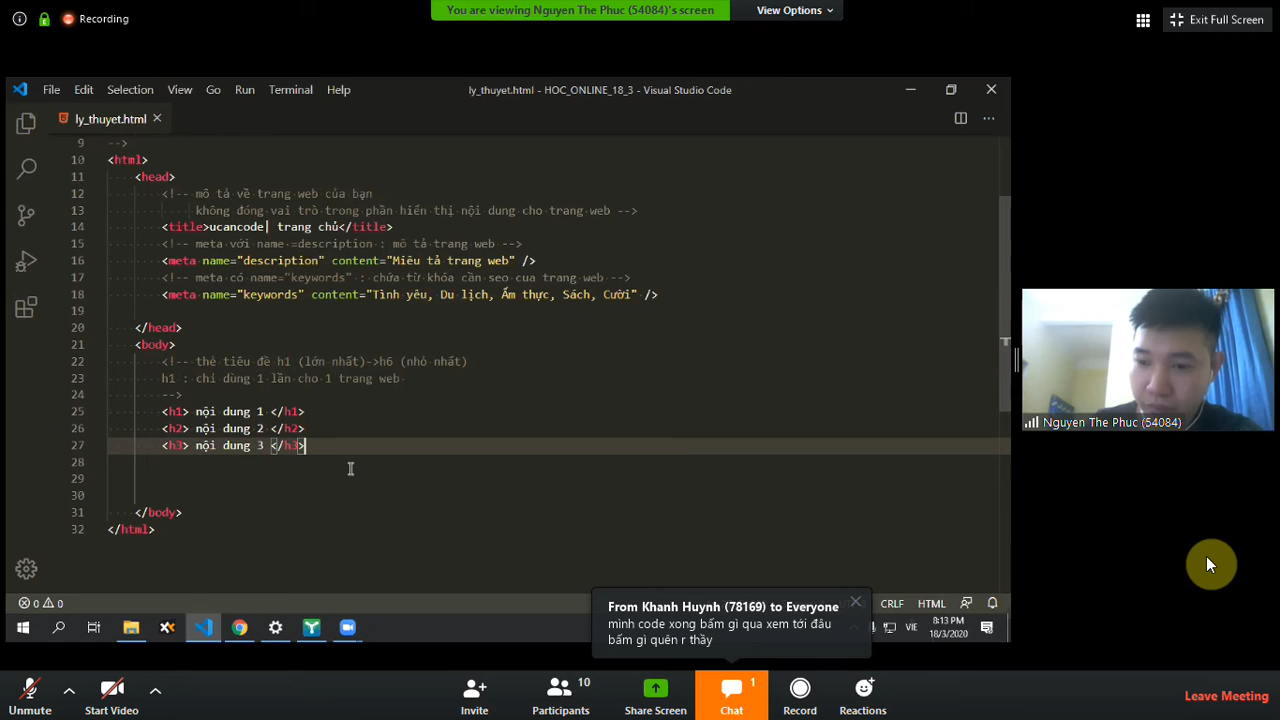 Recording
You are viewing Nguyen The Phuc (54084)'s screen
View Options
Exit Full Screen
File Edit Selection View Go Run Terminal Help
ly_thuyet.html - HOC_ONLINE_18_3 - Visual Studio Code
ly_thuyet.html
9 -->
10 <html>
11 <head>
12 <!-- mô tả về trang web của bạn
13 không đóng vai trò trong phần hiển thị nội dung cho trang web -->
14 <title>ucancode| trang chủ</title>
15 <!-- meta với name =description : mô tả trang web -->
16 <meta name="description" content="Miêu tả trang web" />
17 <!-- meta có name="keywords" : chứa từ khóa cần seo cua trang web -->
18 <meta name="keywords" content="Tình yêu, Du lịch, Ẩm thực, Sách, Cười" />
19
20 </head>
21 <body>
22 <!-- thẻ tiêu đề h1 (lớn nhất)->h6 (nhỏ nhất)
23 h1 : chỉ dùng 1 lần cho 1 trang web
24 -->
25 <h1> nội dung 1 </h1>
26 <h2> nội dung 2 </h2>
27 <h3> nội dung 3 </h3>
28
29
30
31 </body>
32 </html>
Nguyen The Phuc (54084)
0 0
CRLF HTML
From Khanh Huynh (78169) to Everyone
mình code xong bấm gì qua xem tới đâu
bấm gì quên r thầy
VIE
8:13 PM
18/3/2020
Unmute
Start Video
Invite
Participants 10
Share Screen
Chat 1
Record
Reactions
Leave Meeting